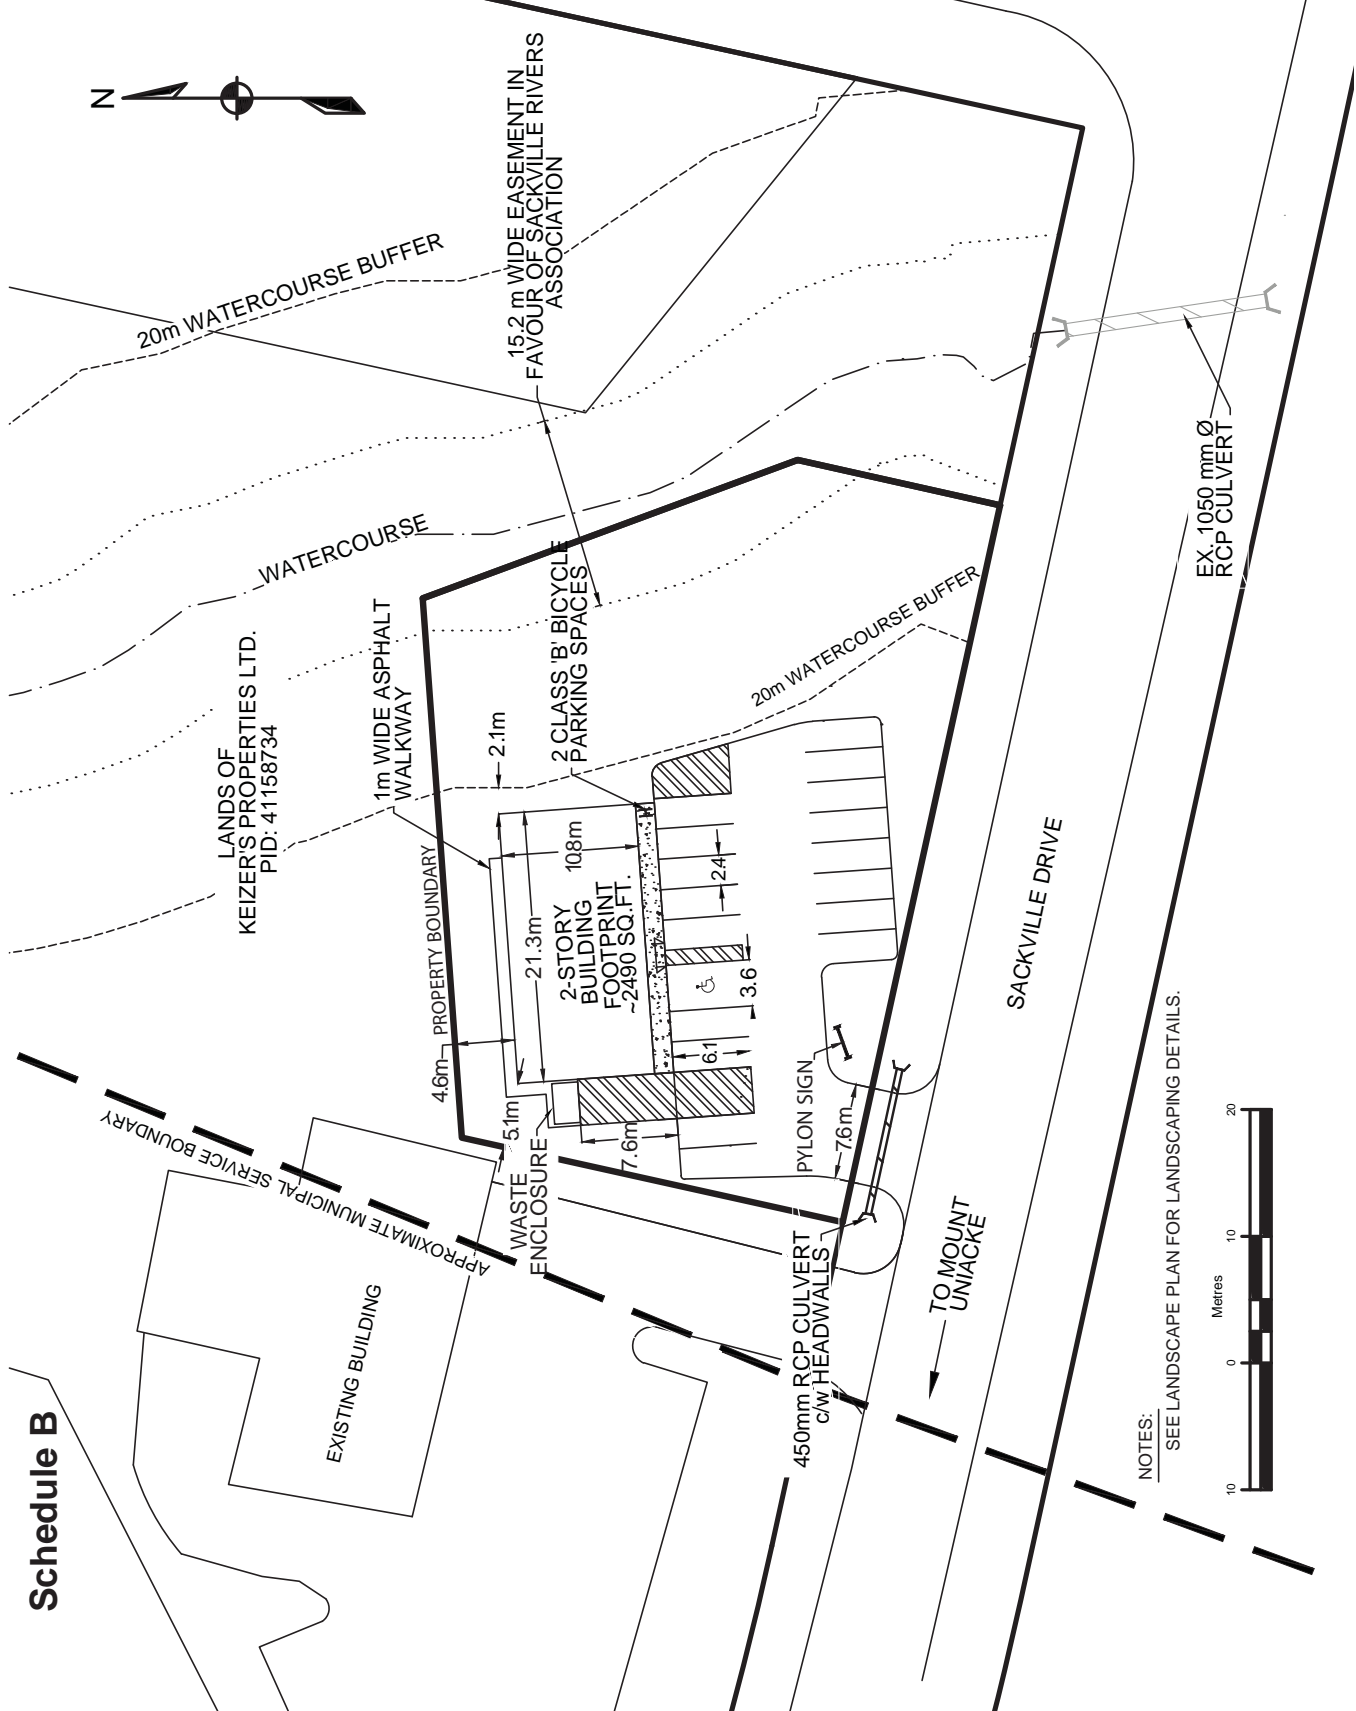 Schedule B
N
20m WATERCOURSE BUFFER
15.2 m WIDE EASEMENT IN
FAVOUR OF SACKVILLE RIVERS
ASSOCIATION
WATERCOURSE
LANDS OF
KEIZER'S PROPERTIES LTD.
PID: 41158734
1m WIDE ASPHALT
WALKWAY
2 CLASS 'B' BICYCLE
PARKING SPACES
20m WATERCOURSE BUFFER
EX. 1050 mm Ø
RCP CULVERT
2.1m
PROPERTY BOUNDARY
4.6m
10.8m
21.3m
2-STORY
BUILDING
FOOTPRINT
~2490 SQ.FT.
2.4
3.6
6.1
5.1m
7.6m
WASTE
ENCLOSURE
PYLON SIGN
7.6m
APPROXIMATE MUNICIPAL SERVICE BOUNDARY
EXISTING BUILDING
450mm RCP CULVERT
c/w HEADWALLS
SACKVILLE DRIVE
TO MOUNT
UNIACKE
NOTES:
SEE LANDSCAPE PLAN FOR LANDSCAPING DETAILS.
Metres
10 0 10 20